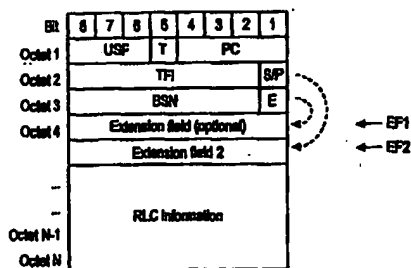 Bit 8 7 6 5 4 3 2 1
Octet 1 USF T PC
Octet 2 TFI S/P
Octet 3 BSN E
Octet 4 Extension field (optional) EF1
Extension field 2 EF2
RLC Information
Octet N-1
Octet N